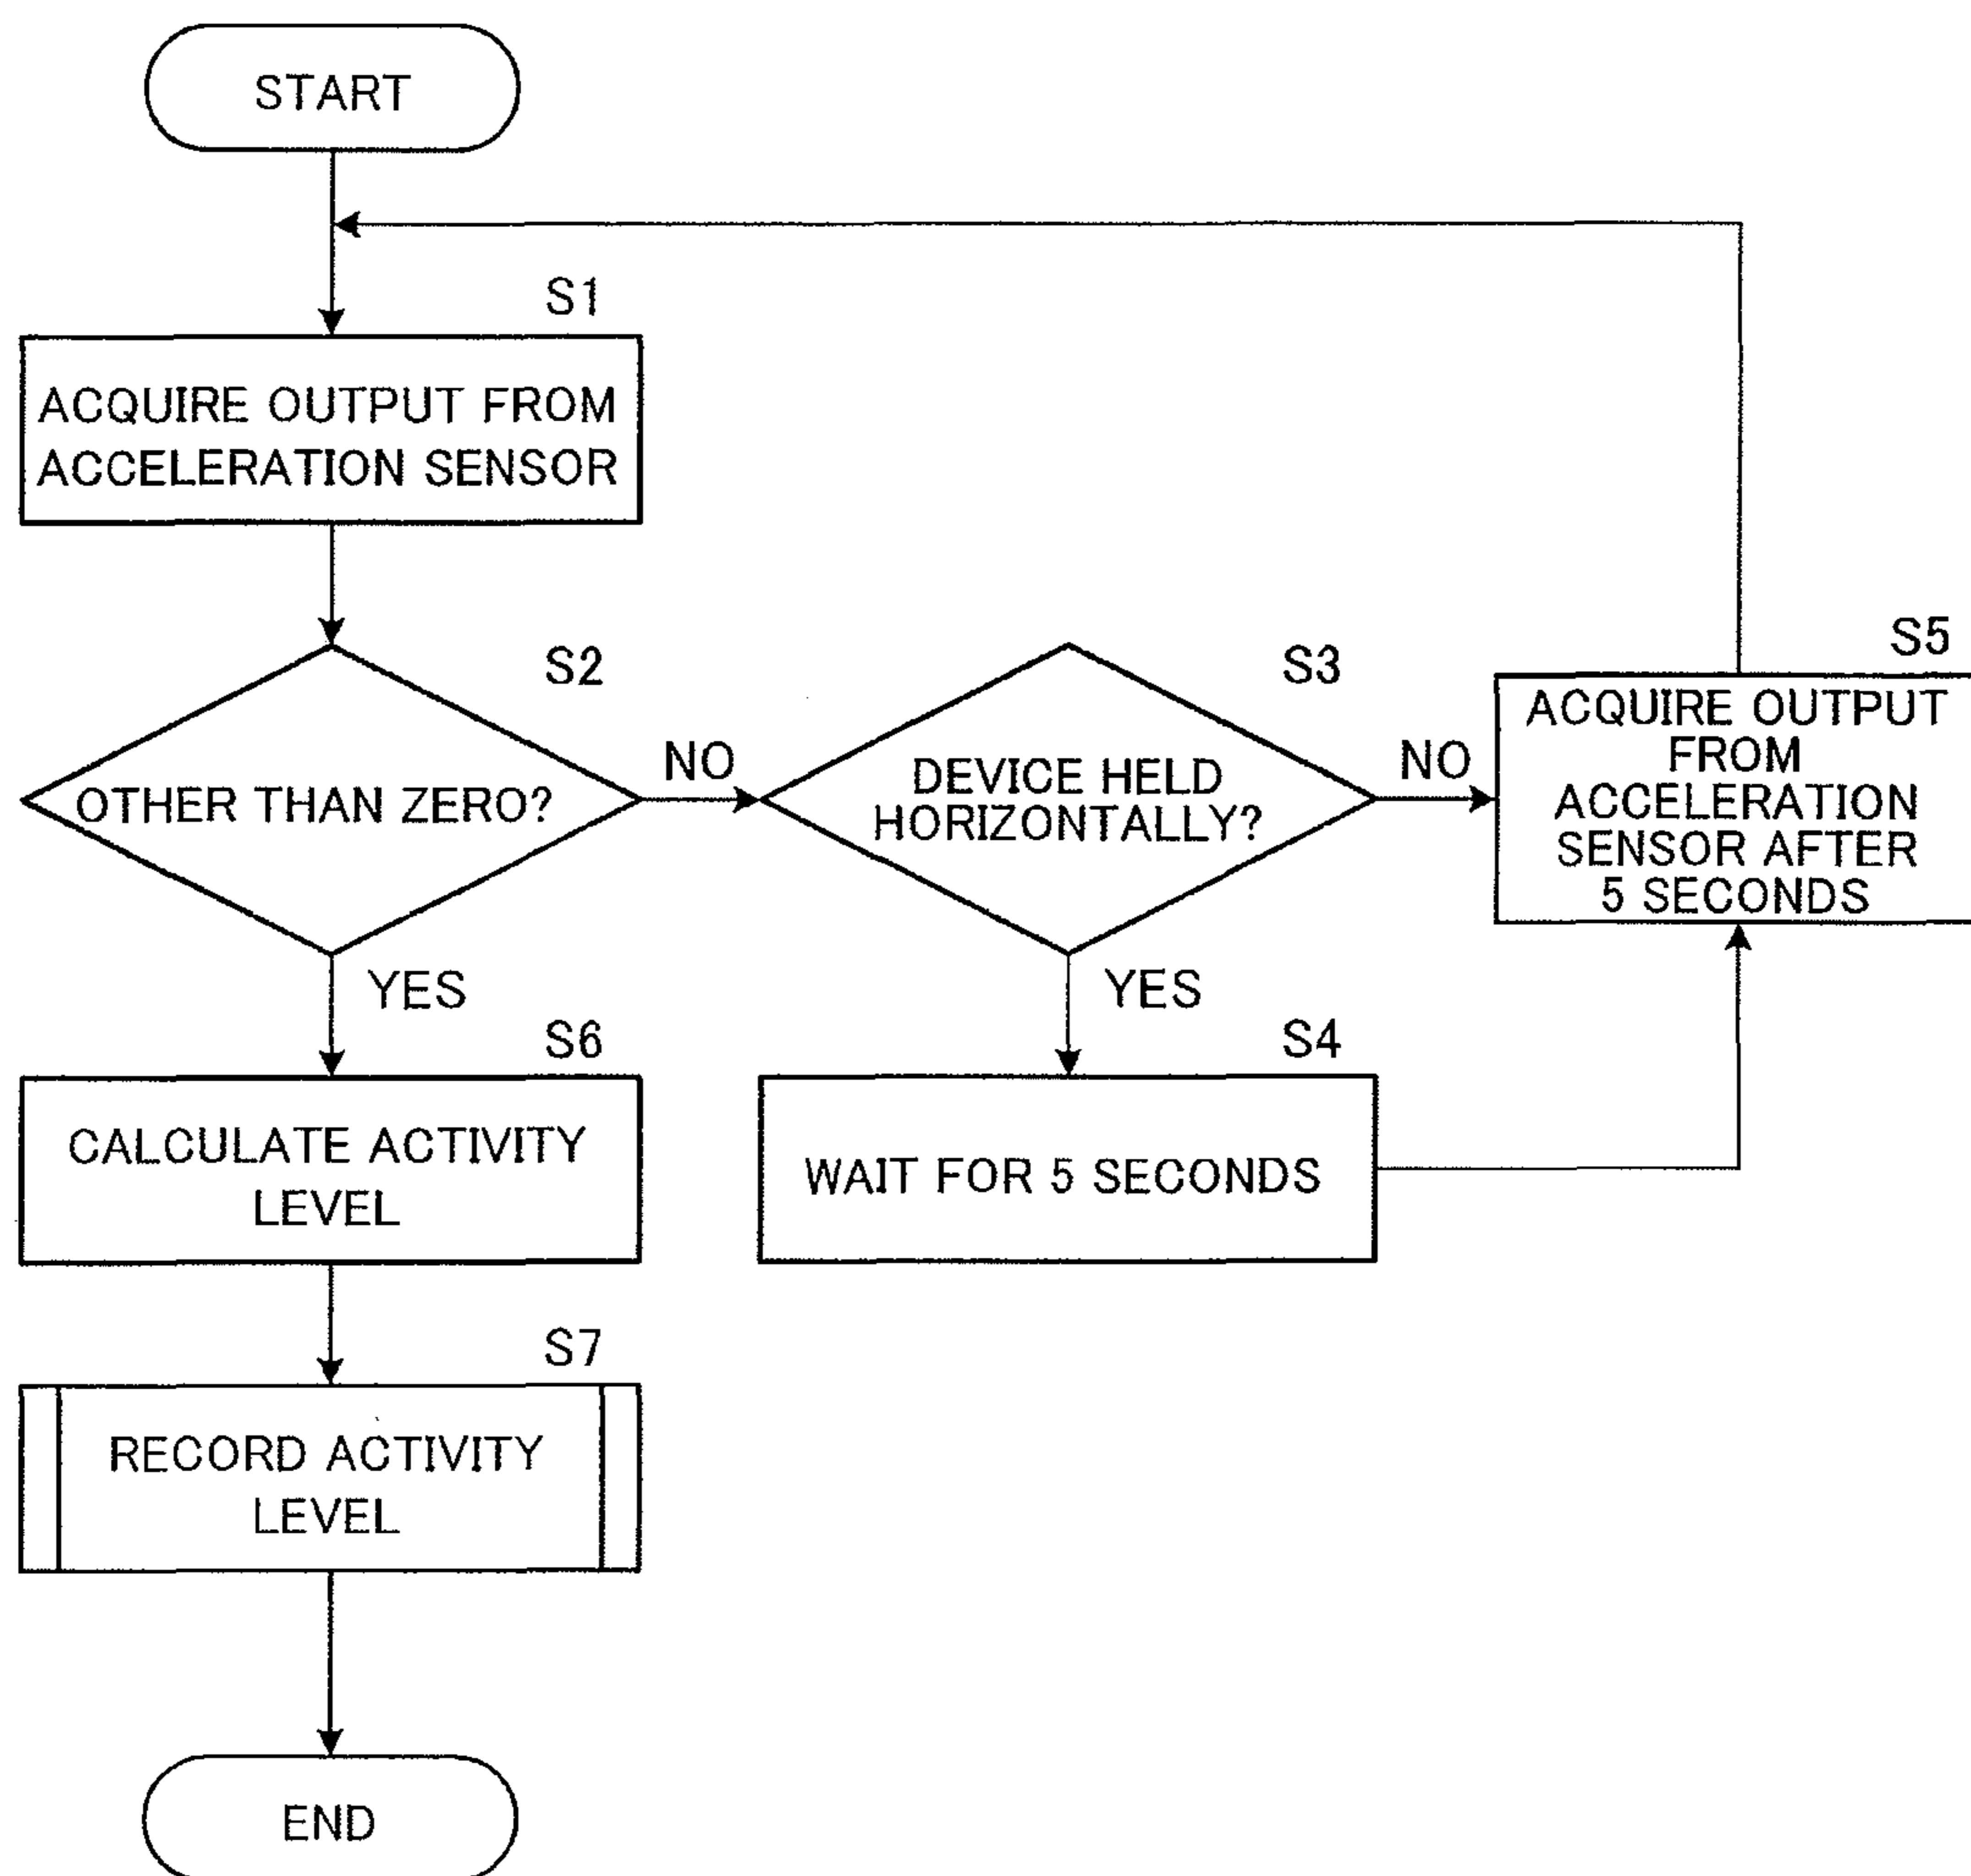 START
S1
ACQUIRE OUTPUT FROM
ACCELERATION SENSOR
S2
OTHER THAN ZERO?
NO
YES
S3
DEVICE HELD
HORIZONTALLY?
NO
YES
S5
ACQUIRE OUTPUT
FROM
ACCELERATION
SENSOR AFTER
5 SECONDS
S6
CALCULATE ACTIVITY
LEVEL
S4
WAIT FOR 5 SECONDS
S7
RECORD ACTIVITY
LEVEL
END